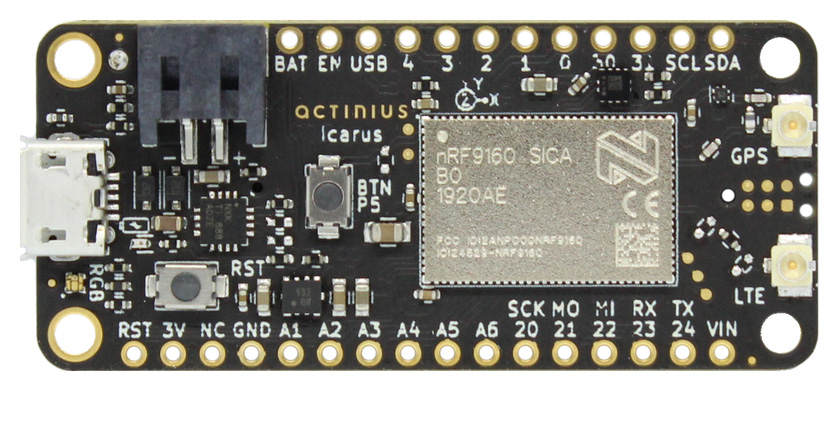 BAT EN USB 4 3 2 1 0 30 31 SCL SDA
Y
Z X
actinius
icarus
nRF9160 SICA
B0
1920AE
CE
GPS
BTN
P5
+
RST
RGB
LTE
SCK MO MI RX TX
RST 3V NC GND A1 A2 A3 A4 A5 A6 20 21 22 23 24 VIN